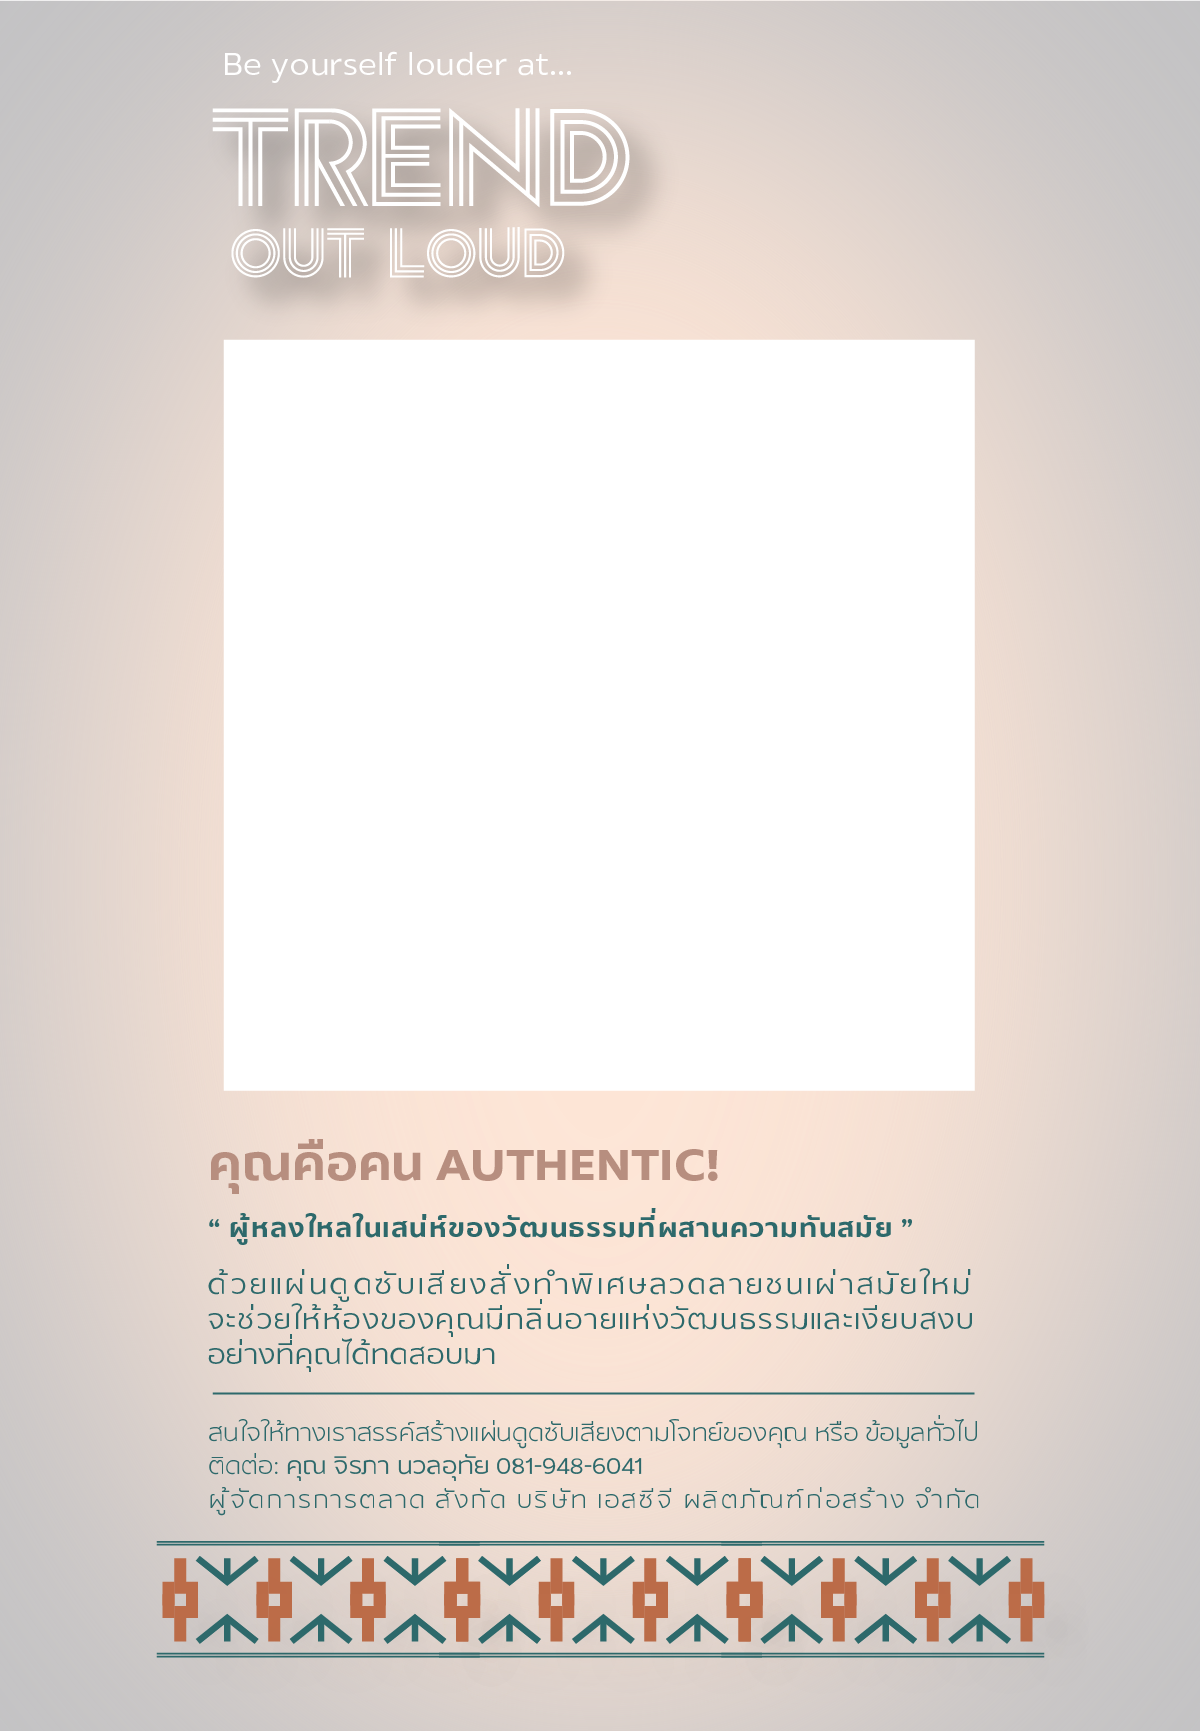 Be yourself louder at...
TREND
OUT LOUD
คุณคือคน AUTHENTIC!
“ ผู้หลงใหลในเสน่ห์ของวัฒนธรรมที่ผสานความทันสมัย ”
ด้วยแผ่นดูดซับเสียงสั่งทำพิเศษลวดลายชนเผ่าสมัยใหม่
จะช่วยให้ห้องของคุณมีกลิ่นอายแห่งวัฒนธรรมและเงียบสงบ
อย่างที่คุณได้ทดสอบมา
สนใจให้ทางเราสรรค์สร้างแผ่นดูดซับเสียงตามโจทย์ของคุณ หรือ ข้อมูลทั่วไป
ติดต่อ: คุณ จิรภา นวลอุทัย 081-948-6041
ผู้จัดการการตลาด สังกัด บริษัท เอสซีจี ผลิตภัณฑ์ก่อสร้าง จำกัด